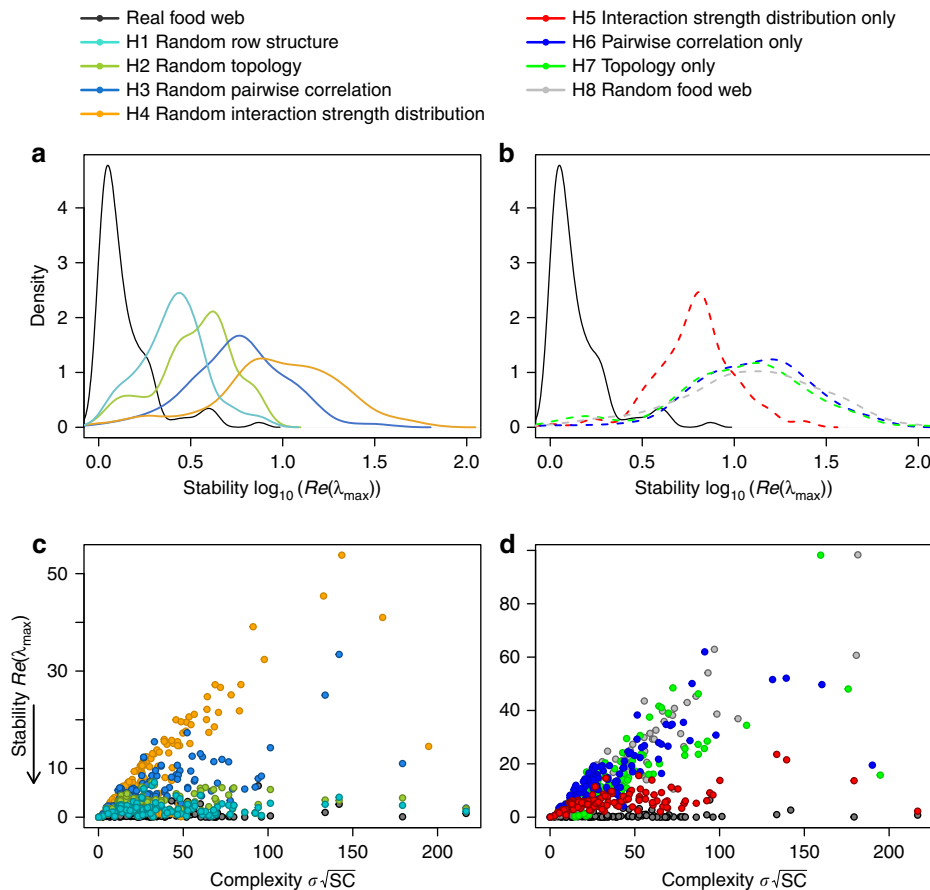 Real food web
H1 Random row structure
H2 Random topology
H3 Random pairwise correlation
H4 Random interaction strength distribution
H5 Interaction strength distribution only
H6 Pairwise correlation only
H7 Topology only
H8 Random food web
a
b
Density
4
3
2
1
0
0.0 0.5 1.0 1.5 2.0
Stability log10 (Re(λmax))
4
3
2
1
0
0.0 0.5 1.0 1.5 2.0
Stability log10 (Re(λmax))
c
d
Stability Re(λmax)
50
30
10
0
0 50 100 150 200
Complexity σ√SC
80
60
40
20
0
0 50 100 150 200
Complexity σ√SC